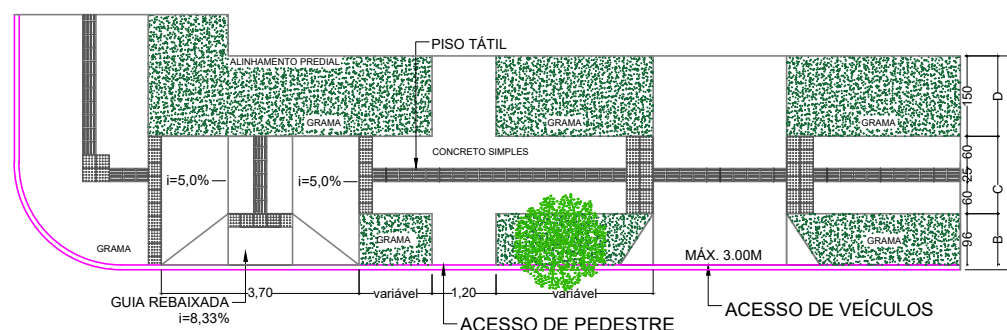 PISO TÁTIL
ALINHAMENTO PREDIAL
GRAMA
GRAMA
GRAMA
CONCRETO SIMPLES
i=5,0%
i=5,0%
GRAMA
GRAMA
GRAMA
MÁX. 3.00M
150
60
25
60
96
D
C
B
GUIA REBAIXADA
i=8,33%
3,70
variável
1,20
variável
ACESSO DE PEDESTRE
ACESSO DE VEÍCULOS